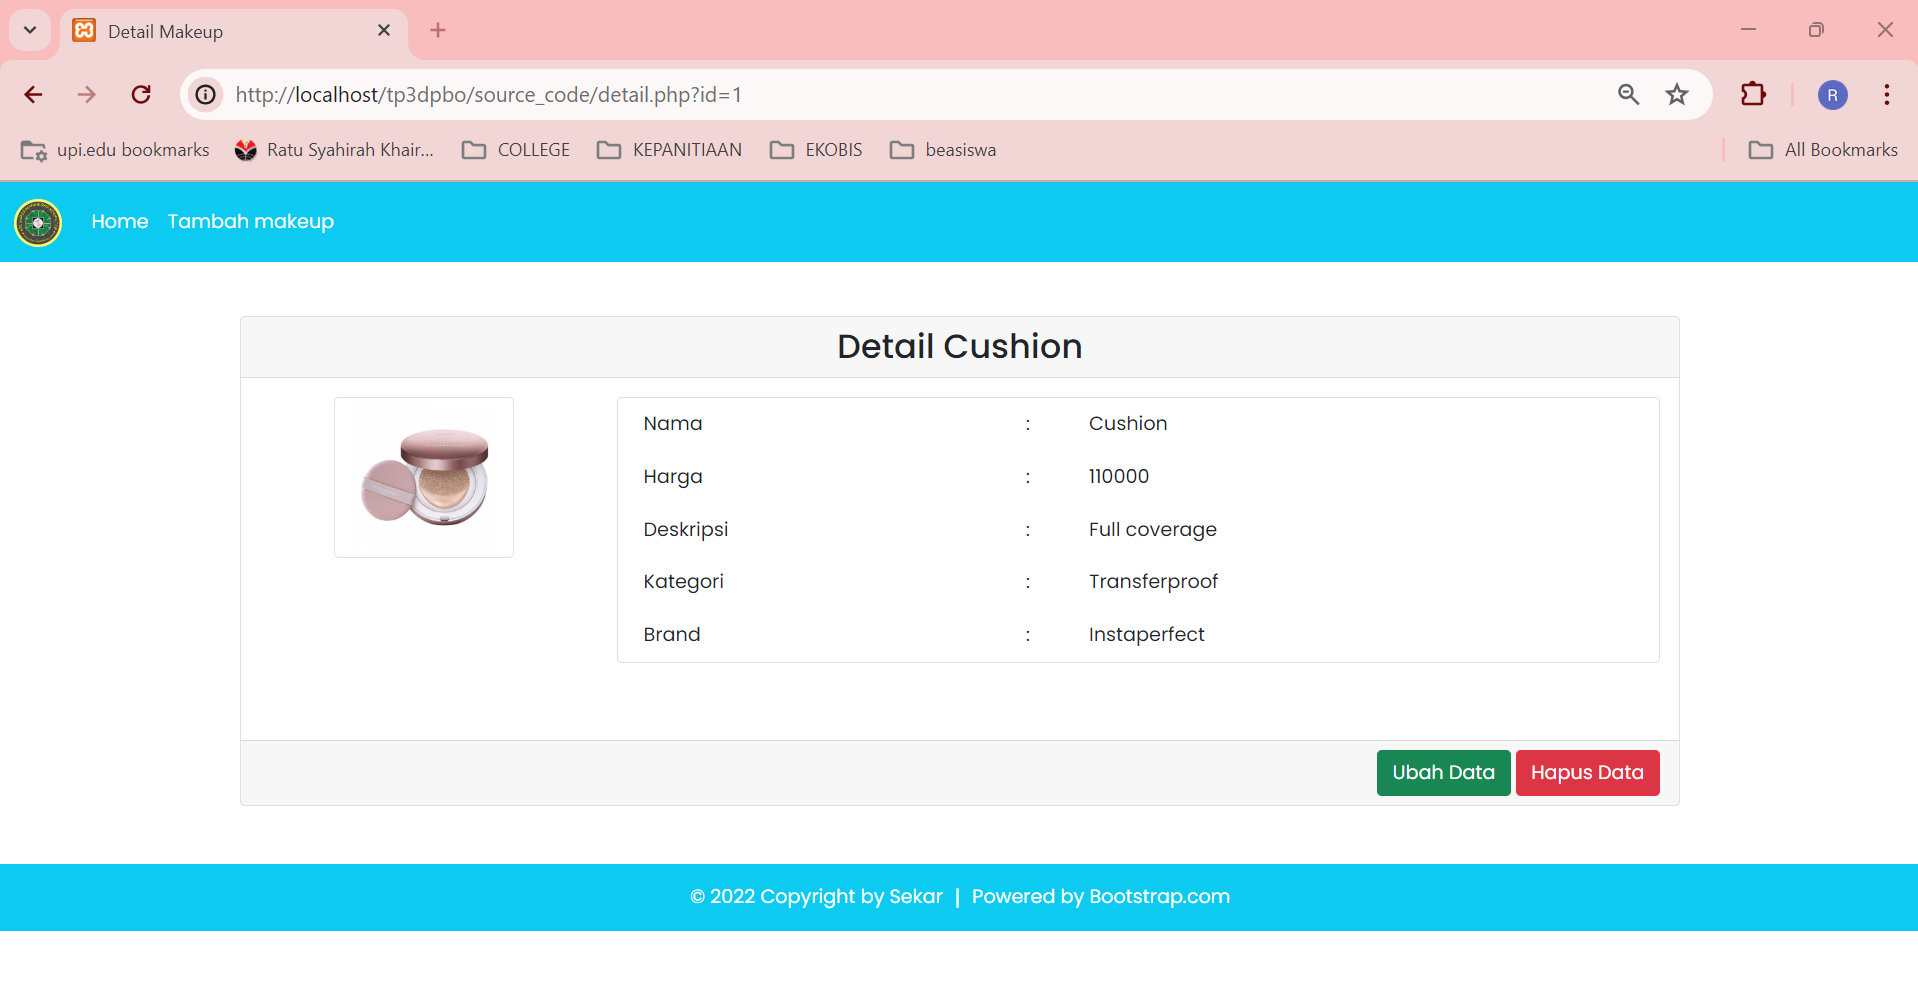 Detail Makeup
http://localhost/tp3dpbo/source_code/detail.php?id=1
R
upi.edu bookmarks Ratu Syahirah Khair... COLLEGE KEPANITIAAN EKOBIS beasiswa All Bookmarks
Home Tambah makeup
Detail Cushion
Nama : Cushion
Harga : 110000
Deskripsi : Full coverage
Kategori : Transferproof
Brand : Instaperfect
Ubah Data Hapus Data
© 2022 Copyright by Sekar | Powered by Bootstrap.com